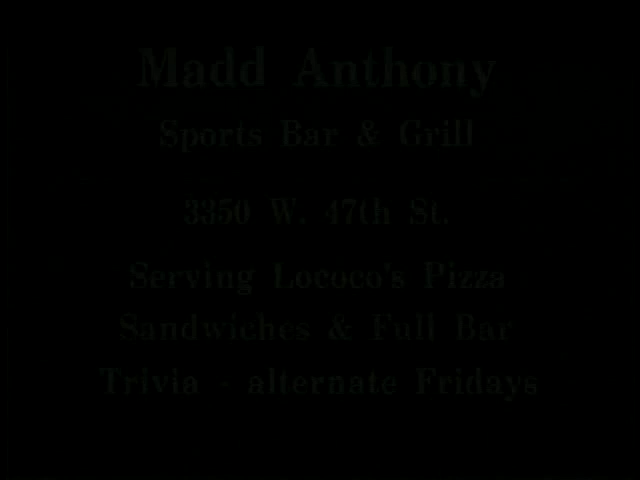 Madd Anthony
Sports Bar & Grill
3350 W. 47th St.
Serving Lococo's Pizza
Sandwiches & Full Bar
Trivia - alternate Fridays